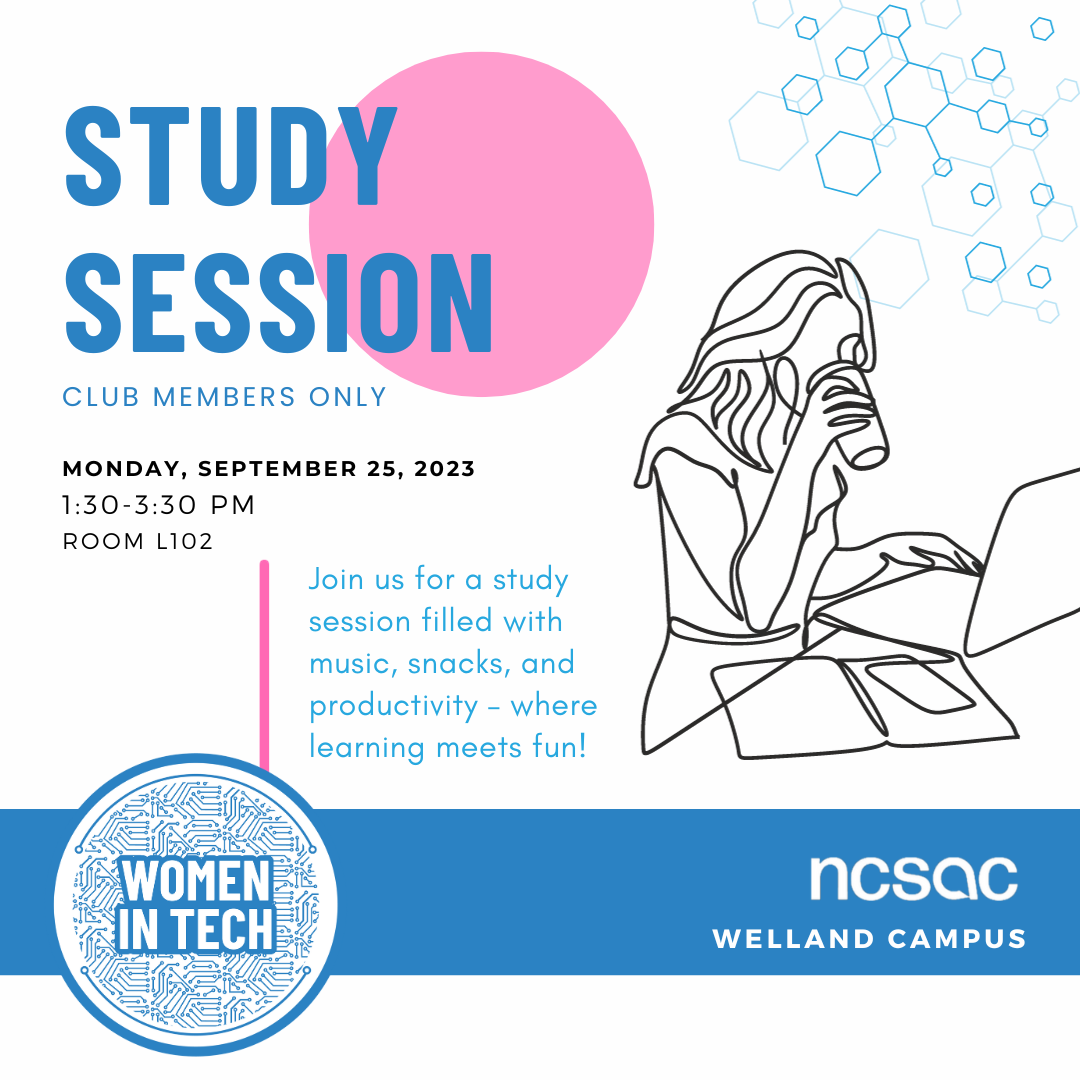 STUDY
SESSION
CLUB MEMBERS ONLY
MONDAY, SEPTEMBER 25, 2023
1:30-3:30 PM
ROOM L102
Join us for a study
session filled with
music, snacks, and
productivity – where
learning meets fun!
WOMEN
IN TECH
ncsac
WELLAND CAMPUS